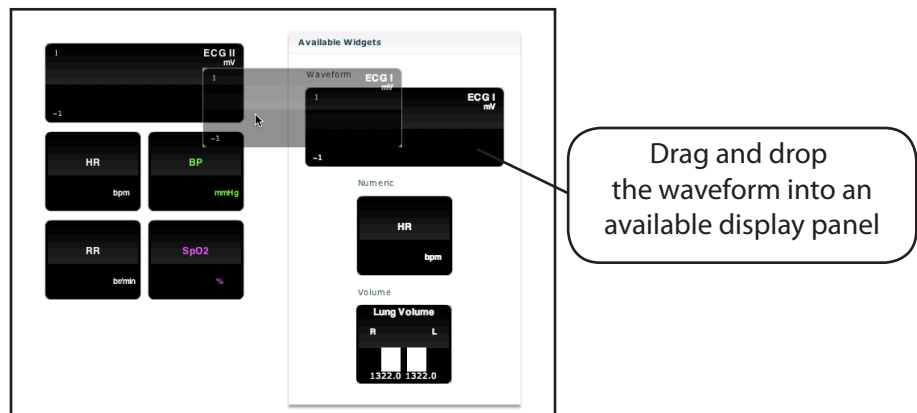 1
ECG II
mV
-1
HR
bpm
BP
mmHg
RR
br/min
SpO2
%
1
ECG I
mV
-1
Available Widgets
Waveform
1
ECG I
mV
-1
Numeric
HR
bpm
Volume
Lung Volume
R L
1322.0 1322.0
Drag and drop
the waveform into an
available display panel